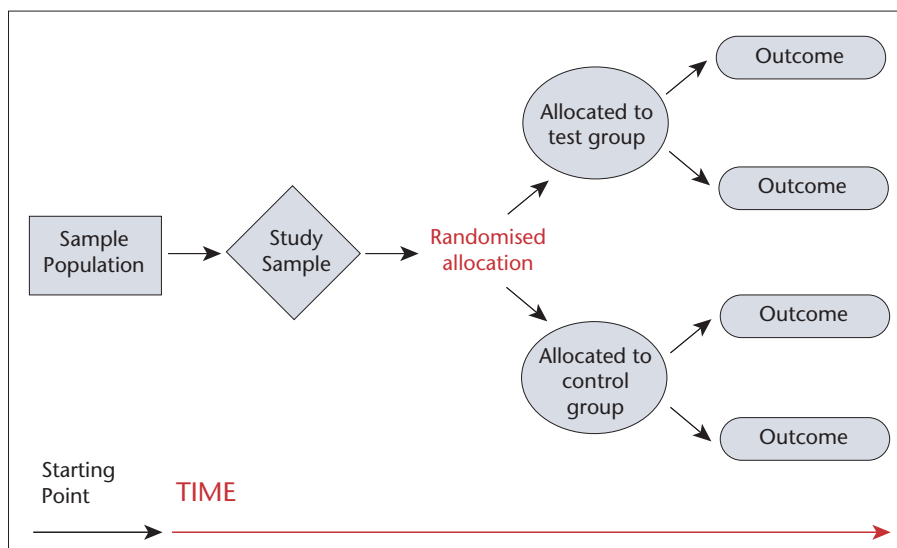 Sample
Population
Study
Sample
Randomised
allocation
Allocated to
test group
Outcome
Outcome
Allocated to
control
group
Outcome
Outcome
Starting
Point
TIME